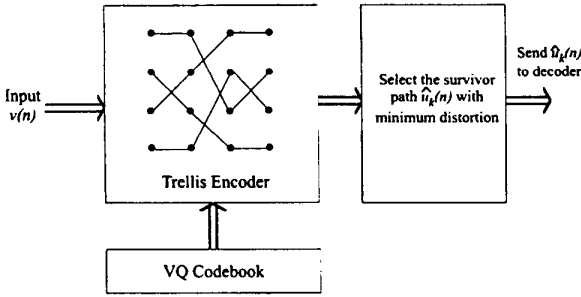 Input
v(n)
Trellis Encoder
VQ Codebook
Select the survivor
path û_k(n) with
minimum distortion
Send û_k(n)
to decoder